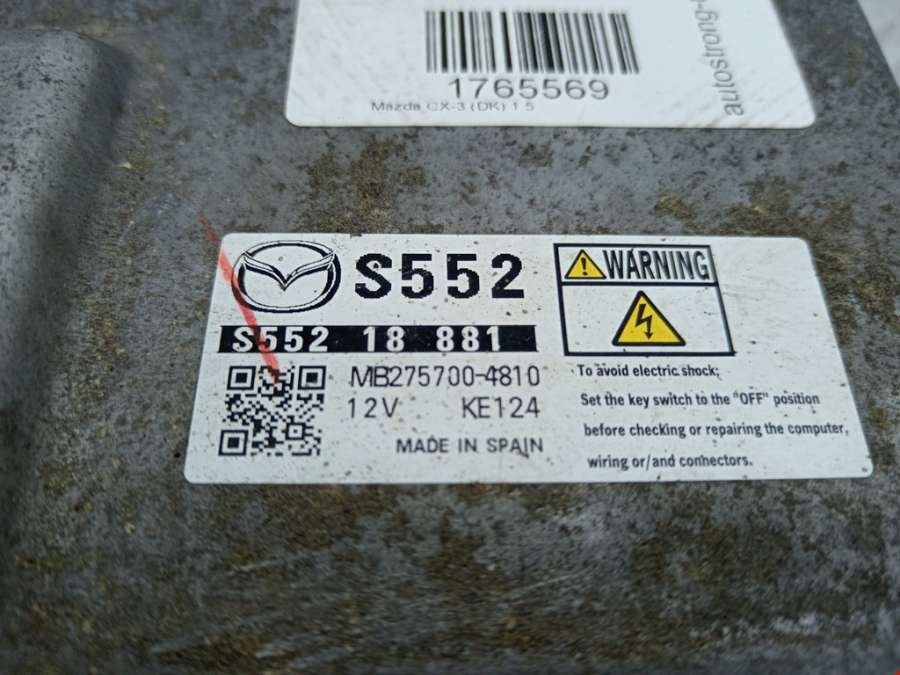 1765569
Mazda CX-3 (DK) 1.5
autostrong-
S552
S552 18 881
MB275700-4810
12V KE124
MADE IN SPAIN
WARNING
To avoid electric shock;
Set the key switch to the "OFF" position
before checking or repairing the computer,
wiring or/and connectors.